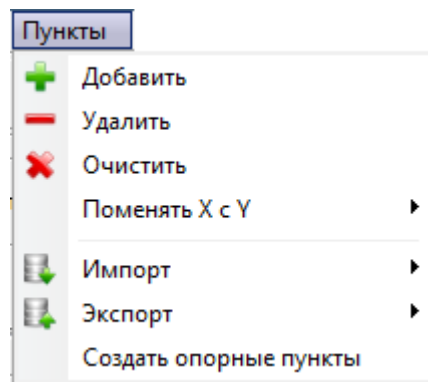 Пункты
Добавить
Удалить
Очистить
Поменять X с Y
Импорт
Экспорт
Создать опорные пункты